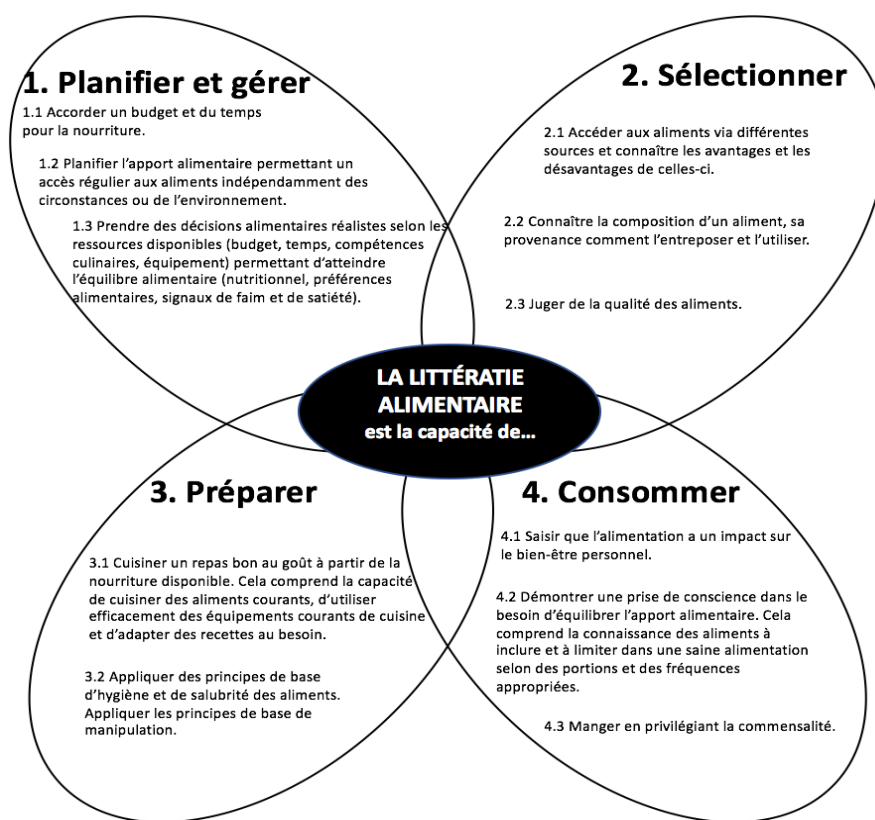 1. Planifier et gérer
1.1 Accorder un budget et du temps
pour la nourriture.
1.2 Planifier l’apport alimentaire permettant un
accès régulier aux aliments indépendamment des
circonstances ou de l’environnement.
1.3 Prendre des décisions alimentaires réalistes selon les
ressources disponibles (budget, temps, compétences
culinaires, équipement) permettant d’atteindre
l’équilibre alimentaire (nutritionnel, préférences
alimentaires, signaux de faim et de satiété).
2. Sélectionner
2.1 Accéder aux aliments via différentes
sources et connaître les avantages et les
désavantages de celles-ci.
2.2 Connaître la composition d’un aliment, sa
provenance comment l’entreposer et l’utiliser.
2.3 Juger de la qualité des aliments.
LA LITTÉRATIE
ALIMENTAIRE
est la capacité de…
3. Préparer
3.1 Cuisiner un repas bon au goût à partir de la
nourriture disponible. Cela comprend la capacité
de cuisiner des aliments courants, d’utiliser
efficacement des équipements courants de cuisine
et d’adapter des recettes au besoin.
3.2 Appliquer des principes de base
d’hygiène et de salubrité des aliments.
Appliquer les principes de base de
manipulation.
4. Consommer
4.1 Saisir que l’alimentation a un impact sur
le bien-être personnel.
4.2 Démontrer une prise de conscience dans le
besoin d’équilibrer l’apport alimentaire. Cela
comprend la connaissance des aliments à
inclure et à limiter dans une saine alimentation
selon des portions et des fréquences
appropriées.
4.3 Manger en privilégiant la commensalité.